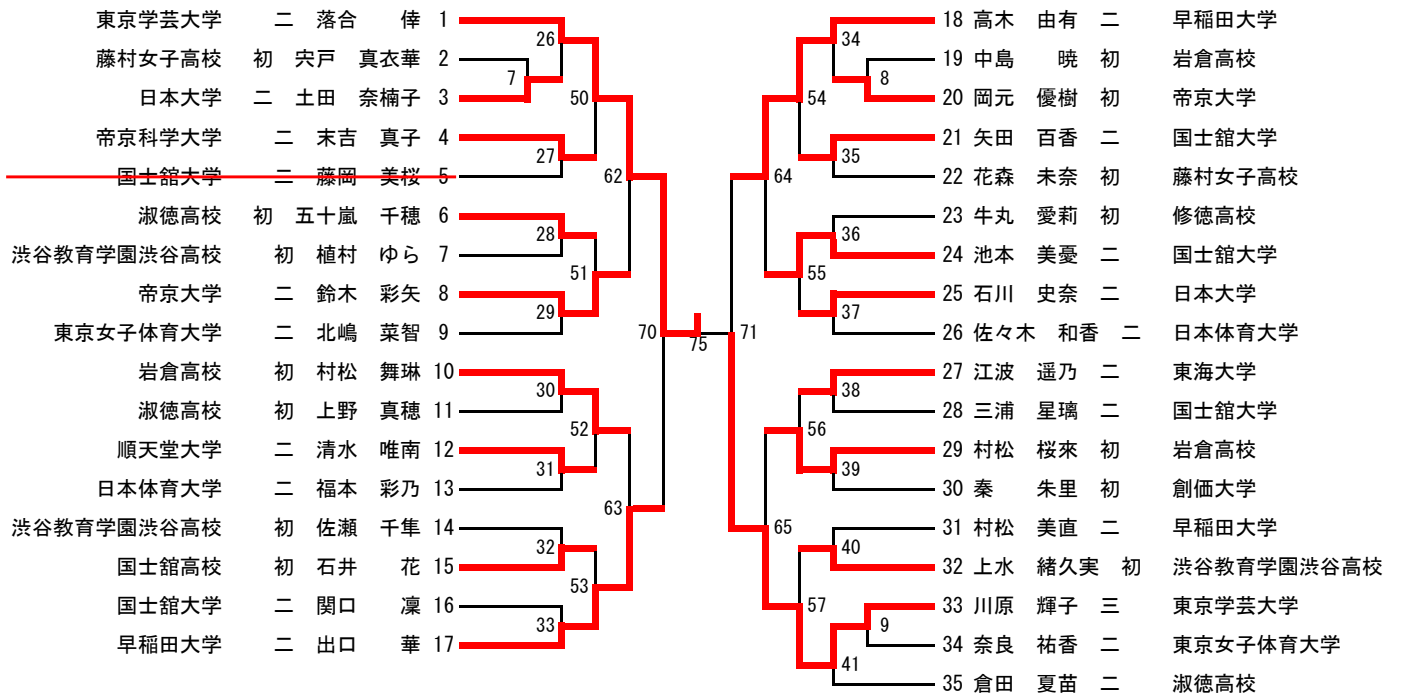 東京学芸大学 二 落合 倖 1
藤村女子高校 初 宍戸 真衣華 2
日本大学 二 土田 奈楠子 3
帝京科学大学 二 末吉 真子 4
国士舘大学 二 藤岡 美桜 5
淑徳高校 初 五十嵐 千穂 6
渋谷教育学園渋谷高校 初 植村 ゆら 7
帝京大学 二 鈴木 彩矢 8
東京女子体育大学 二 北嶋 菜智 9
岩倉高校 初 村松 舞琳 10
淑徳高校 初 上野 真穂 11
順天堂大学 二 清水 唯南 12
日本体育大学 二 福本 彩乃 13
渋谷教育学園渋谷高校 初 佐瀬 千隼 14
国士舘高校 初 石井 花 15
国士舘大学 二 関口 凜 16
早稲田大学 二 出口 華 17
7
26
27
28
29
30
31
32
33
50
51
52
53
62
63
70
75
71
64
65
54
55
56
57
34
35
36
37
38
39
40
41
8
9
18 高木 由有 二 早稲田大学
19 中島 暁 初 岩倉高校
20 岡元 優樹 初 帝京大学
21 矢田 百香 二 国士舘大学
22 花森 未奈 初 藤村女子高校
23 牛丸 愛莉 初 修徳高校
24 池本 美憂 二 国士舘大学
25 石川 史奈 二 日本大学
26 佐々木 和香 二 日本体育大学
27 江波 遥乃 二 東海大学
28 三浦 星璃 二 国士舘大学
29 村松 桜來 初 岩倉高校
30 秦 朱里 初 創価大学
31 村松 美直 二 早稲田大学
32 上水 緒久実 初 渋谷教育学園渋谷高校
33 川原 輝子 三 東京学芸大学
34 奈良 祐香 二 東京女子体育大学
35 倉田 夏苗 二 淑徳高校